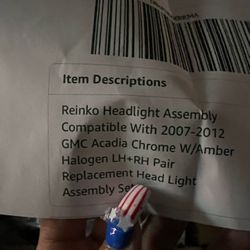 Item Descriptions
Reinko Headlight Assembly
Compatible With 2007-2012
GMC Acadia Chrome W/Amber
Halogen LH+RH Pair
Replacement Head Light
Assembly Set